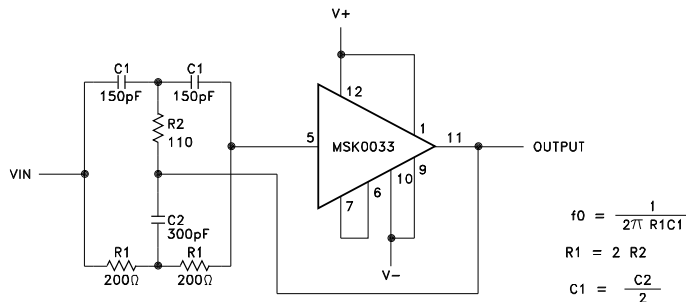 V+
C1
C1
150pF
150pF
12
R2
110
1
5
MSK0033
11
OUTPUT
VIN
10
9
6
7
C2
300pF
V-
R1
R1
200Ω
200Ω
f0 = 1 / 2π R1C1
R1 = 2 R2
C1 = C2 / 2